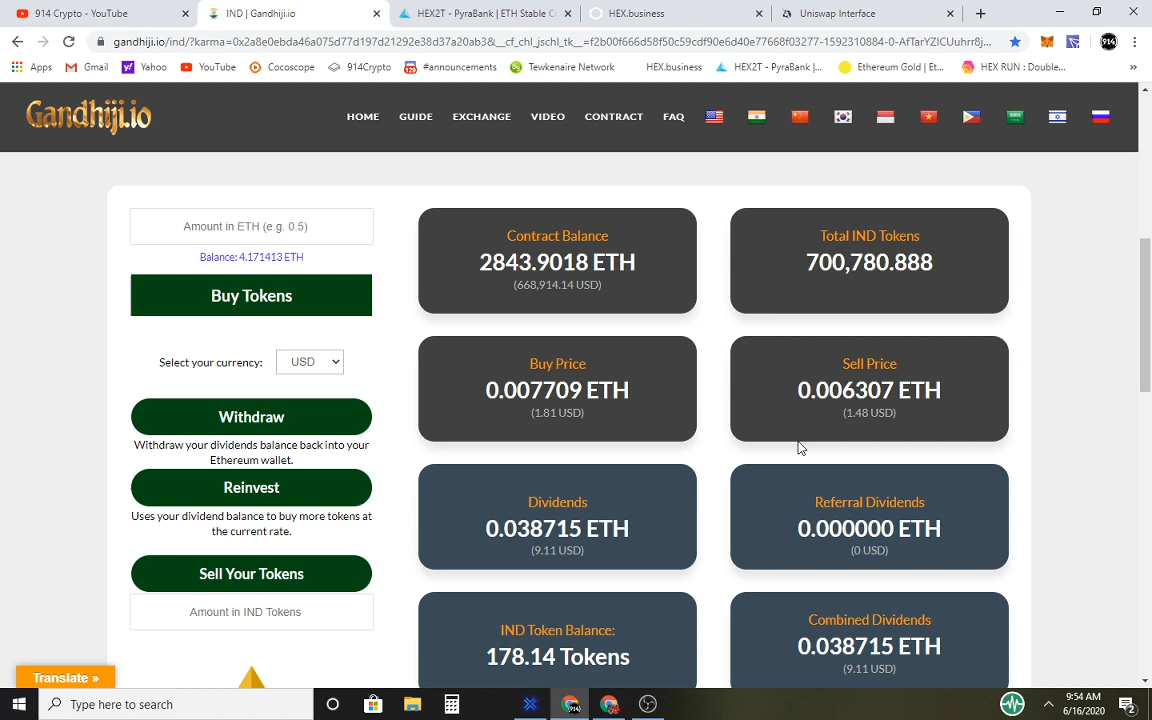 914 Crypto - YouTube
IND | Gandhiji.io
HEX2T - PyraBank | ETH Stable C
HEX.business
Uniswap Interface
gandhiji.io/ind/?karma=0x2a8e0ebda46a075d77d197d21292e38d37a20ab3&__cf_chl_jschl_tk__=f2b00f666d58f50c59cdf90e6d40e77668f03277-1592310884-0-AfTarYZICUuhrr8j...
914
Apps
Gmail
Yahoo
YouTube
Cocoscope
914Crypto
#announcements
Tewkenaire Network
HEX.business
HEX2T - PyraBank |...
Ethereum Gold | Et...
HEX RUN : Double...
»
Gandhiji.io
HOME
GUIDE
EXCHANGE
VIDEO
CONTRACT
FAQ
Amount in ETH (e.g. 0.5)
Balance: 4.171413 ETH
Buy Tokens
Select your currency:
USD
Withdraw
Withdraw your dividends balance back into your
Ethereum wallet.
Reinvest
Uses your dividend balance to buy more tokens at
the current rate.
Sell Your Tokens
Amount in IND Tokens
Contract Balance
2843.9018 ETH
(668,914.14 USD)
Total IND Tokens
700,780.888
Buy Price
0.007709 ETH
(1.81 USD)
Sell Price
0.006307 ETH
(1.48 USD)
Dividends
0.038715 ETH
(9.11 USD)
Referral Dividends
0.000000 ETH
(0 USD)
IND Token Balance:
178.14 Tokens
Combined Dividends
0.038715 ETH
(9.11 USD)
Translate »
Type here to search
914
9:54 AM
6/16/2020
2